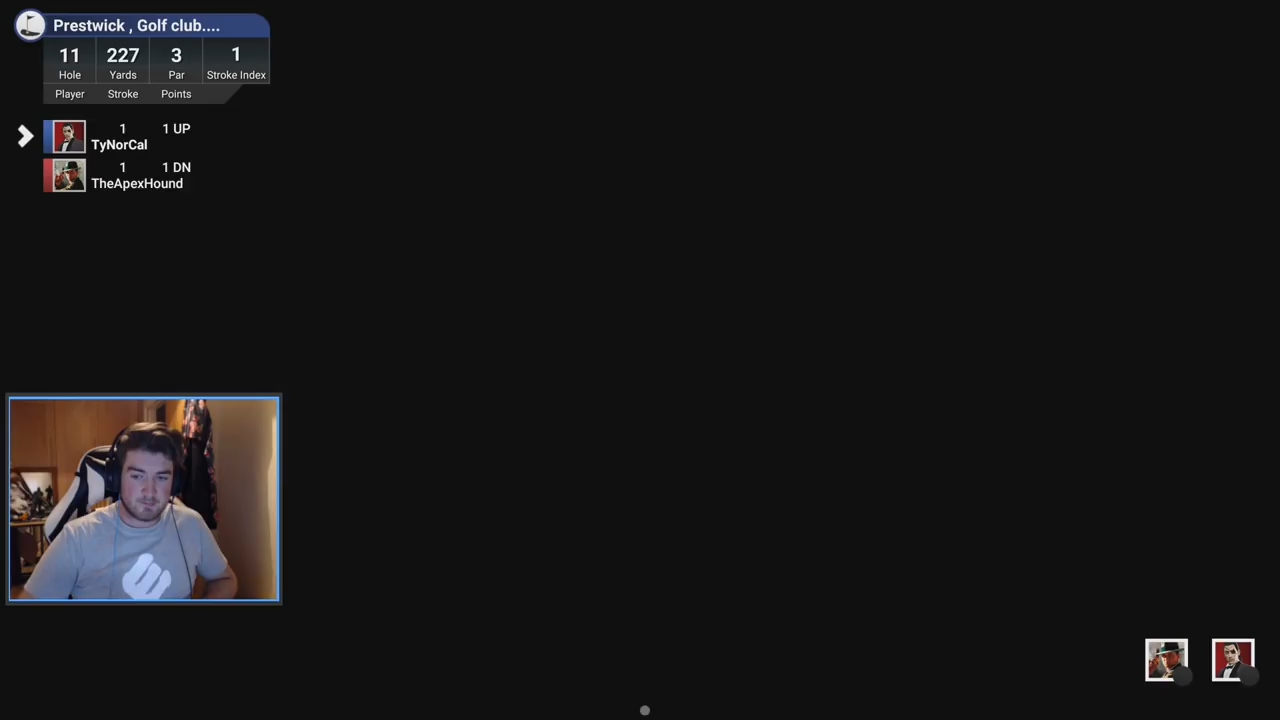 Prestwick , Golf club....
11 227 3 1
Hole Yards Par Stroke Index
Player Stroke Points
1 1 UP
TyNorCal
1 1 DN
TheApexHound